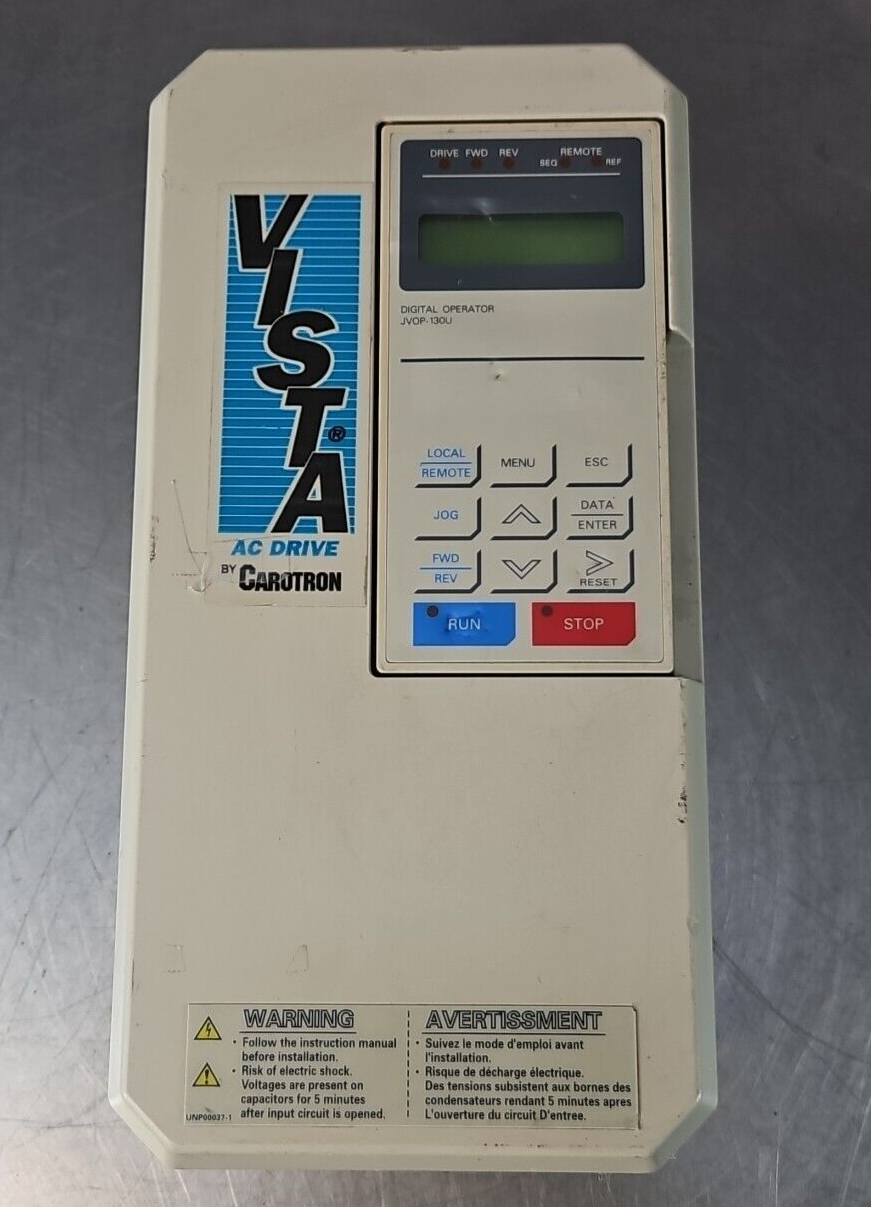 DRIVE FWD REV REMOTE
SEQ REF
VISTA®
AC DRIVE
BY CAROTRON
DIGITAL OPERATOR
JVOP-130U
LOCAL
REMOTE
MENU
ESC
JOG
DATA
ENTER
FWD
REV
RESET
RUN
STOP
WARNING
• Follow the instruction manual
before installation.
• Risk of electric shock.
Voltages are present on
capacitors for 5 minutes
after input circuit is opened.
UNP00037-1
AVERTISSMENT
• Suivez le mode d'emploi avant
l'installation.
• Risque de décharge électrique.
Des tensions subsistent aux bornes des
condensateurs rendant 5 minutes apres
L'ouverture du circuit D'entree.